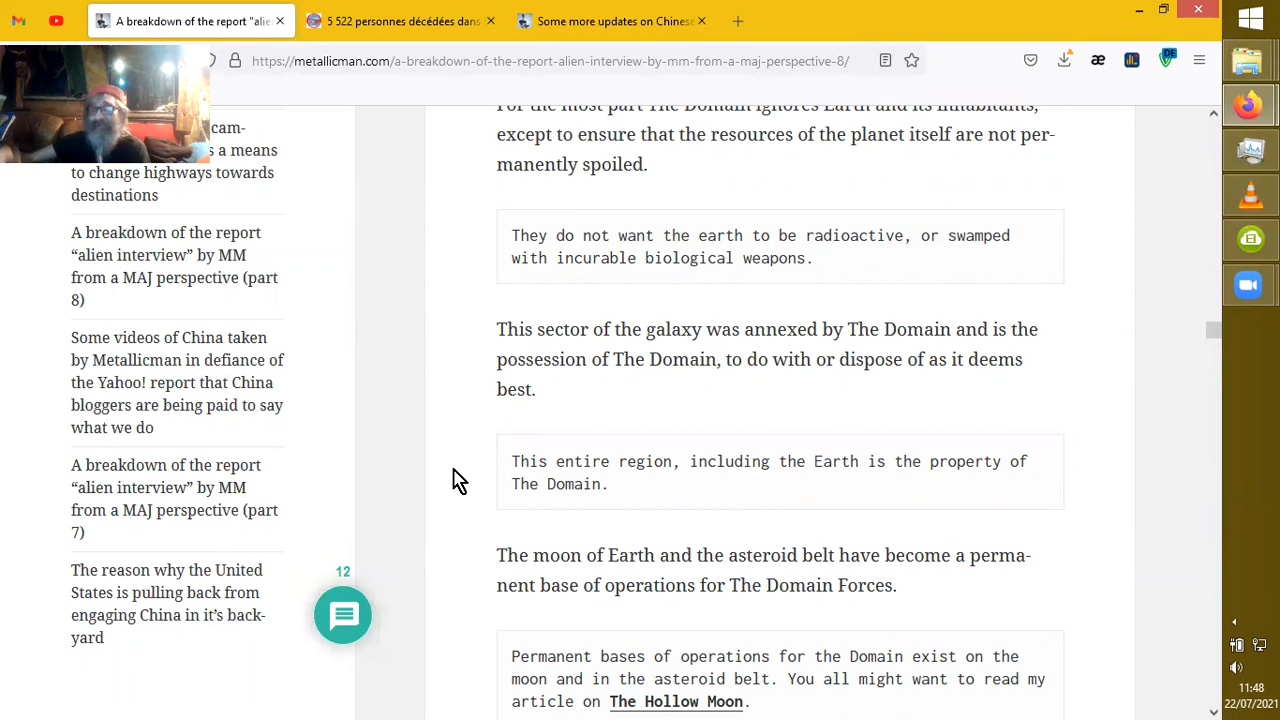 A breakdown of the report "alie
5 522 personnes décédées dans
Some more updates on Chinese
https://metallicman.com/a-breakdown-of-the-r alien-interview-by-mm-from-a-maj-perspective-8/
DE
cam-
s a means
to change highways towards
destinations
A breakdown of the report
“alien interview” by MM
from a MAJ perspective (part
8)
Some videos of China taken
by Metallicman in defiance of
the Yahoo! report that China
bloggers are being paid to say
what we do
A breakdown of the report
“alien interview” by MM
from a MAJ perspective (part
7)
The reason why the United
States is pulling back from
engaging China in it’s back-
yard
12
For the most part The Domain ignores Earth and its inhabitants,
except to ensure that the resources of the planet itself are not per-
manently spoiled.
They do not want the earth to be radioactive, or swamped
with incurable biological weapons.
This sector of the galaxy was annexed by The Domain and is the
possession of The Domain, to do with or dispose of as it deems
best.
This entire region, including the Earth is the property of
The Domain.
The moon of Earth and the asteroid belt have become a perma-
nent base of operations for The Domain Forces.
Permanent bases of operations for the Domain exist on the
moon and in the asteroid belt. You all might want to read my
article on The Hollow Moon.
11:48
22/07/2021